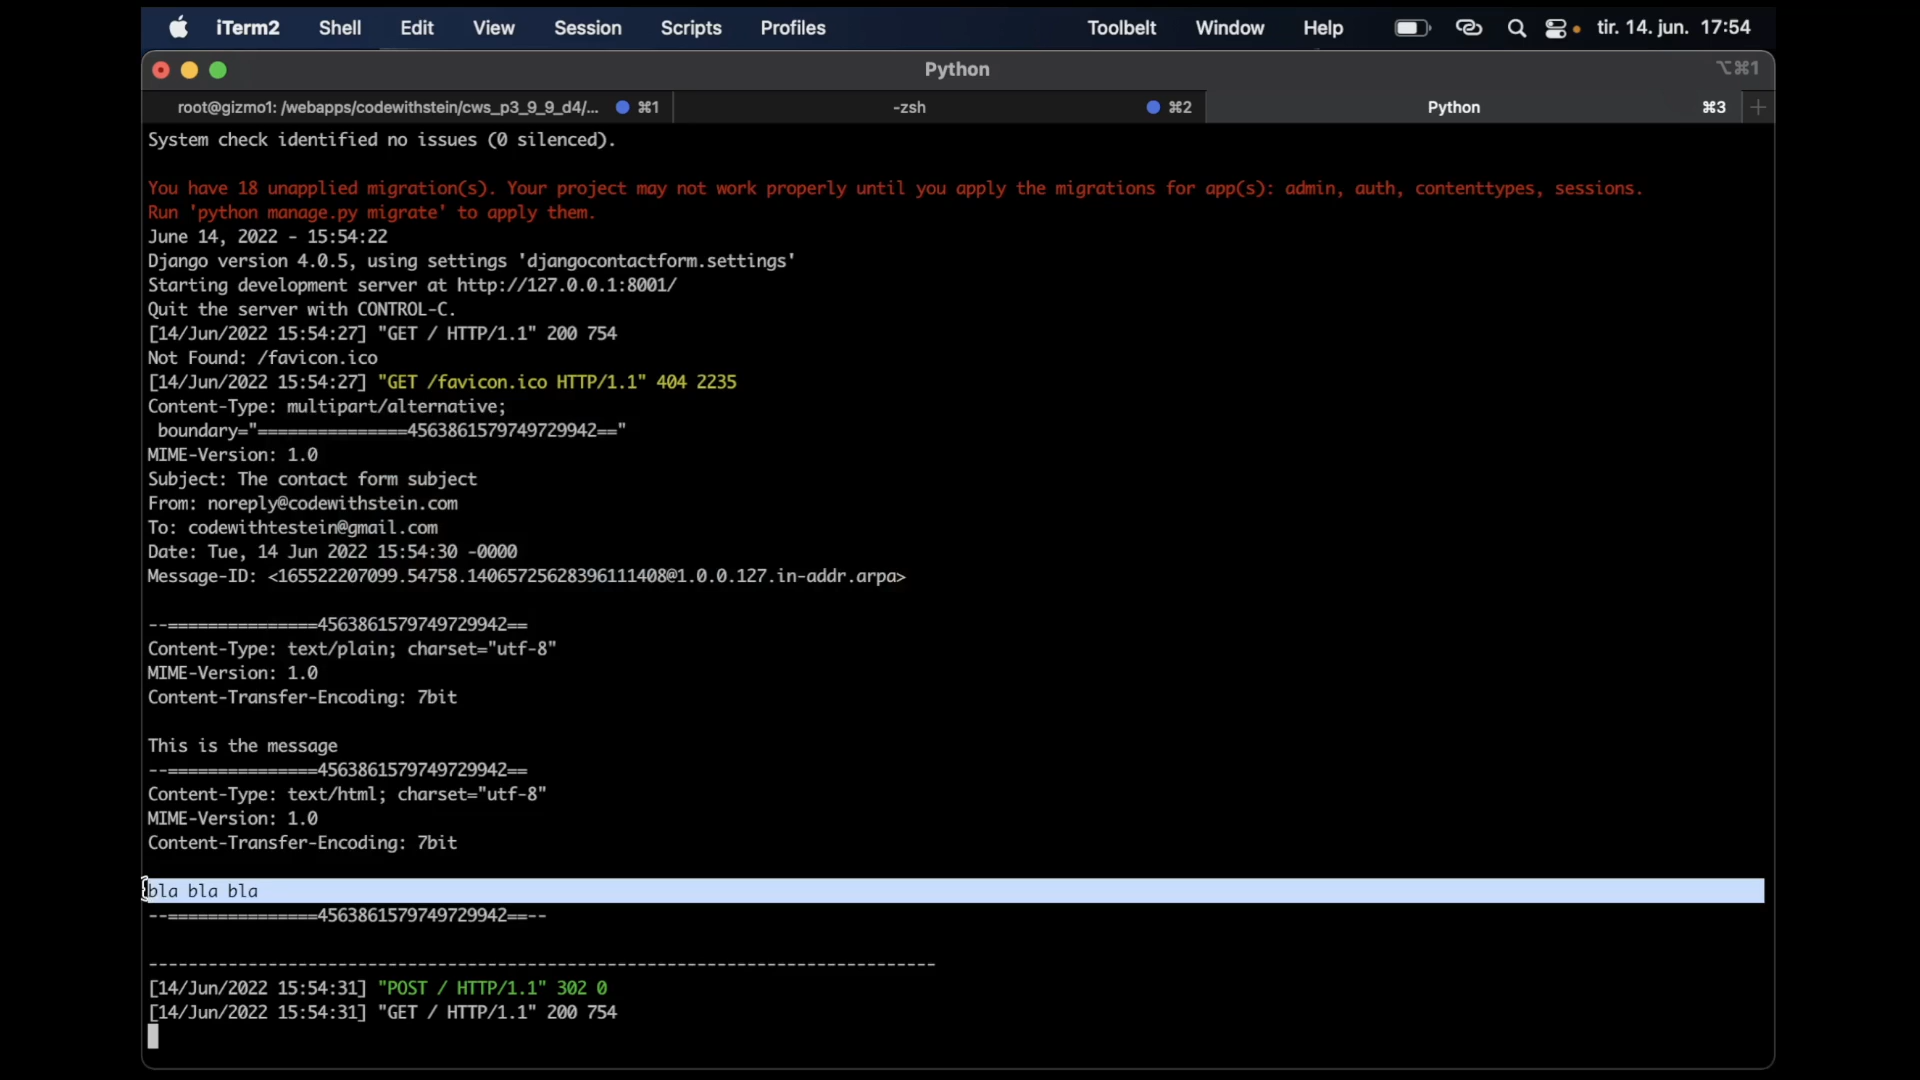 iTerm2 Shell Edit View Session Scripts Profiles Toolbelt Window Help tir. 14. jun. 17:54
Python ⌥⌘1
root@gizmo1: /webapps/codewithstein/cws_p3_9_9_d4/... ⌘1 -zsh ⌘2 Python ⌘3 +
System check identified no issues (0 silenced).
You have 18 unapplied migration(s). Your project may not work properly until you apply the migrations for app(s): admin, auth, contenttypes, sessions.
Run 'python manage.py migrate' to apply them.
June 14, 2022 - 15:54:22
Django version 4.0.5, using settings 'djangocontactform.settings'
Starting development server at http://127.0.0.1:8001/
Quit the server with CONTROL-C.
[14/Jun/2022 15:54:27] "GET / HTTP/1.1" 200 754
Not Found: /favicon.ico
[14/Jun/2022 15:54:27] "GET /favicon.ico HTTP/1.1" 404 2235
Content-Type: multipart/alternative;
 boundary="===============4563861579749729942=="
MIME-Version: 1.0
Subject: The contact form subject
From: noreply@codewithstein.com
To: codewithtestein@gmail.com
Date: Tue, 14 Jun 2022 15:54:30 -0000
Message-ID: <165522207099.54758.14065725628396111408@1.0.0.127.in-addr.arpa>
--===============4563861579749729942==
Content-Type: text/plain; charset="utf-8"
MIME-Version: 1.0
Content-Transfer-Encoding: 7bit
This is the message
--===============4563861579749729942==
Content-Type: text/html; charset="utf-8"
MIME-Version: 1.0
Content-Transfer-Encoding: 7bit
bla bla bla
--===============4563861579749729942==--
-------------------------------------------------------------------------------
[14/Jun/2022 15:54:31] "POST / HTTP/1.1" 302 0
[14/Jun/2022 15:54:31] "GET / HTTP/1.1" 200 754